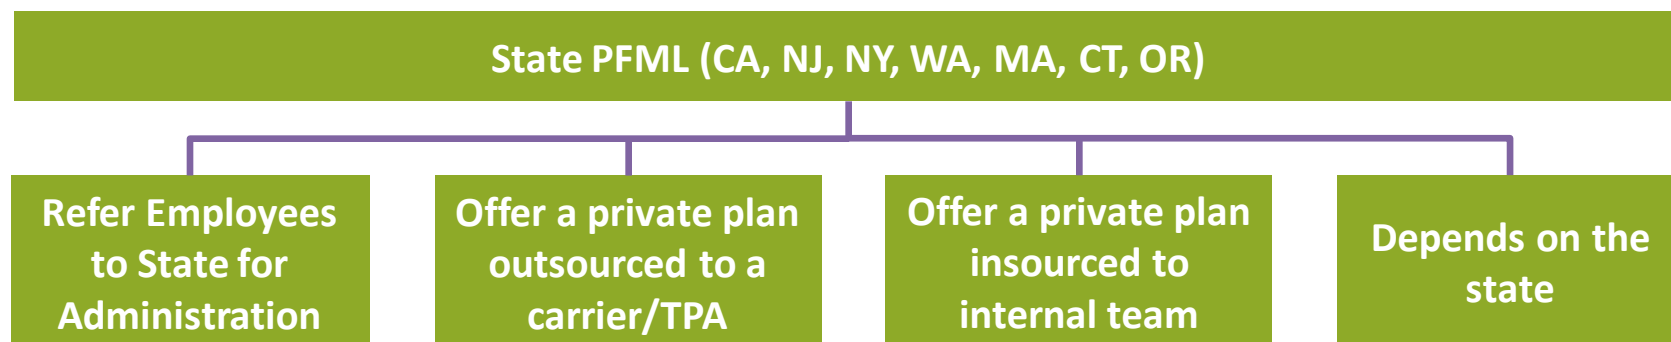 State PFML (CA, NJ, NY, WA, MA, CT, OR)
Refer Employees
to State for
Administration
Offer a private plan
outsourced to a
carrier/TPA
Offer a private plan
insourced to
internal team
Depends on the
state